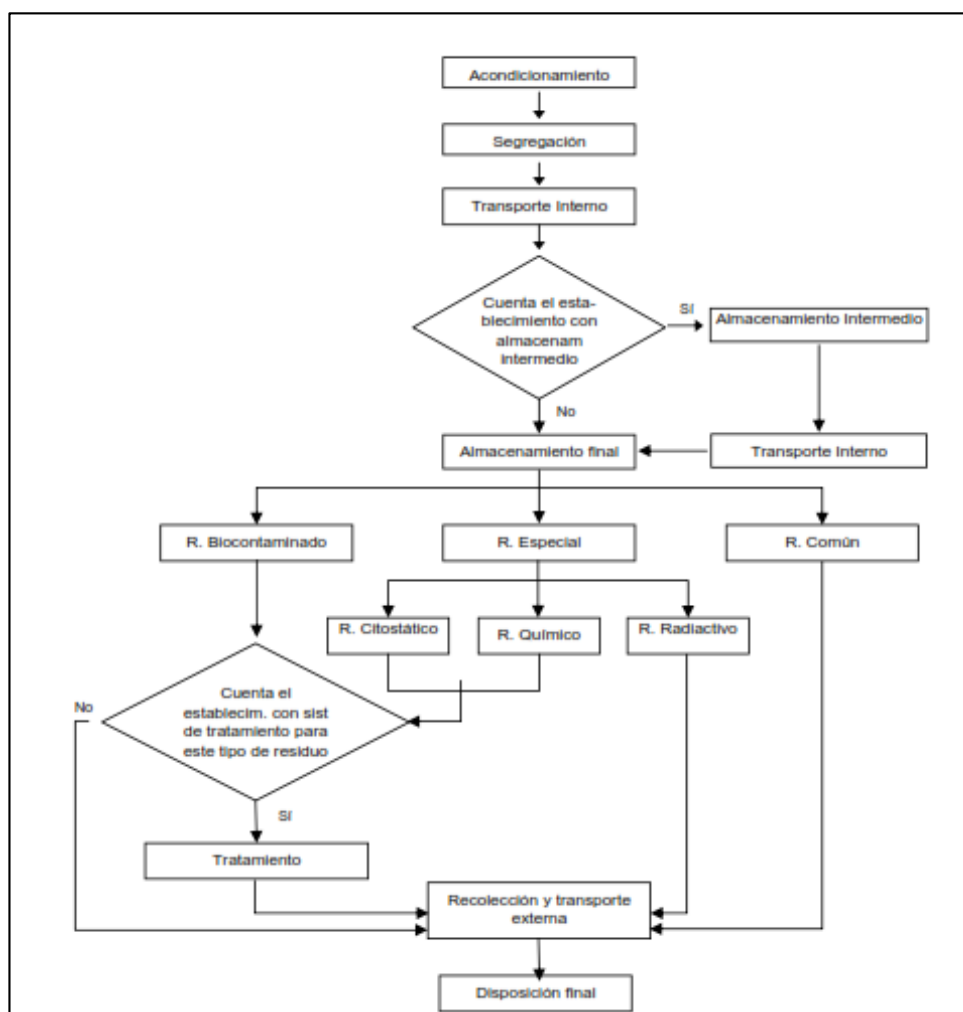 Acondicionamiento
Segregación
Transporte Interno
Cuenta el esta-
blecimiento con
almacenam
intermedio
Sí
Almacenamiento Intermedio
No
Almacenamiento final
Transporte Interno
R. Biocontaminado
R. Especial
R. Común
R. Citostático
R. Químico
R. Radiactivo
Cuenta el
establecim. con sist
de tratamiento para
este tipo de residuo
No
Sí
Tratamiento
Recolección y transporte
externa
Disposición final